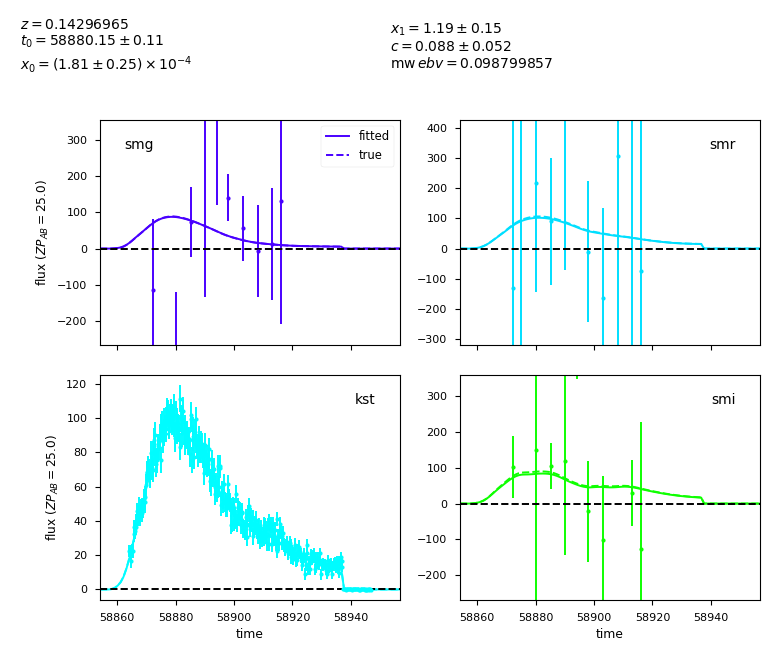 z = 0.14296965
t₀ = 58880.15 ± 0.11
x₀ = (1.81 ± 0.25) × 10⁻⁴
x₁ = 1.19 ± 0.15
c = 0.088 ± 0.052
mw ebv = 0.098799857
smg
fitted
true
300
200
100
0
−100
−200
flux (ZP_AB = 25.0)
smr
400
300
200
100
0
−100
−200
−300
kst
120
100
80
60
40
20
0
flux (ZP_AB = 25.0)
58860 58880 58900 58920 58940
time
smi
300
200
100
0
−100
−200
58860 58880 58900 58920 58940
time